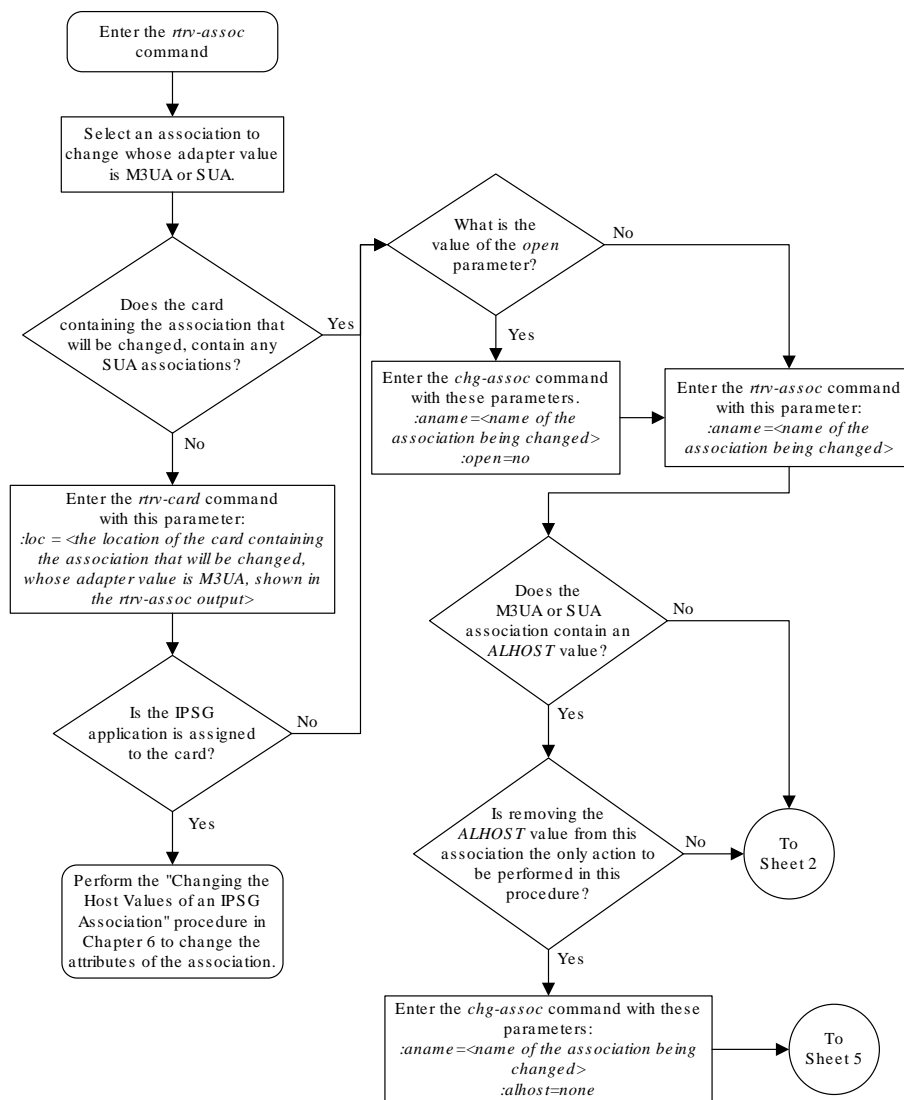 Enter the rtrv-assoc
command
Select an association to
change whose adapter value
is M3UA or SUA.
Does the card
containing the association that
will be changed, contain any
SUA associations?
Yes
No
Enter the rtrv-card command
with this parameter:
:loc = <the location of the card containing
the association that will be changed,
whose adapter value is M3UA, shown in
the rtrv-assoc output>
Is the IPSG
application is assigned
to the card?
No
Yes
Perform the "Changing the
Host Values of an IPSG
Association" procedure in
Chapter 6 to change the
attributes of the association.
What is the
value of the open
parameter?
No
Yes
Enter the chg-assoc command
with these parameters.
:aname=<name of the
association being changed>
:open=no
Enter the rtrv-assoc command
with this parameter:
:aname=<name of the
association being changed>
Does the
M3UA or SUA
association contain an
ALHOST value?
No
Yes
Is removing the
ALHOST value from this
association the only action to
be performed in this
procedure?
No
To
Sheet 2
Yes
Enter the chg-assoc command with these
parameters:
:aname=<name of the association being
changed>
:alhost=none
To
Sheet 5